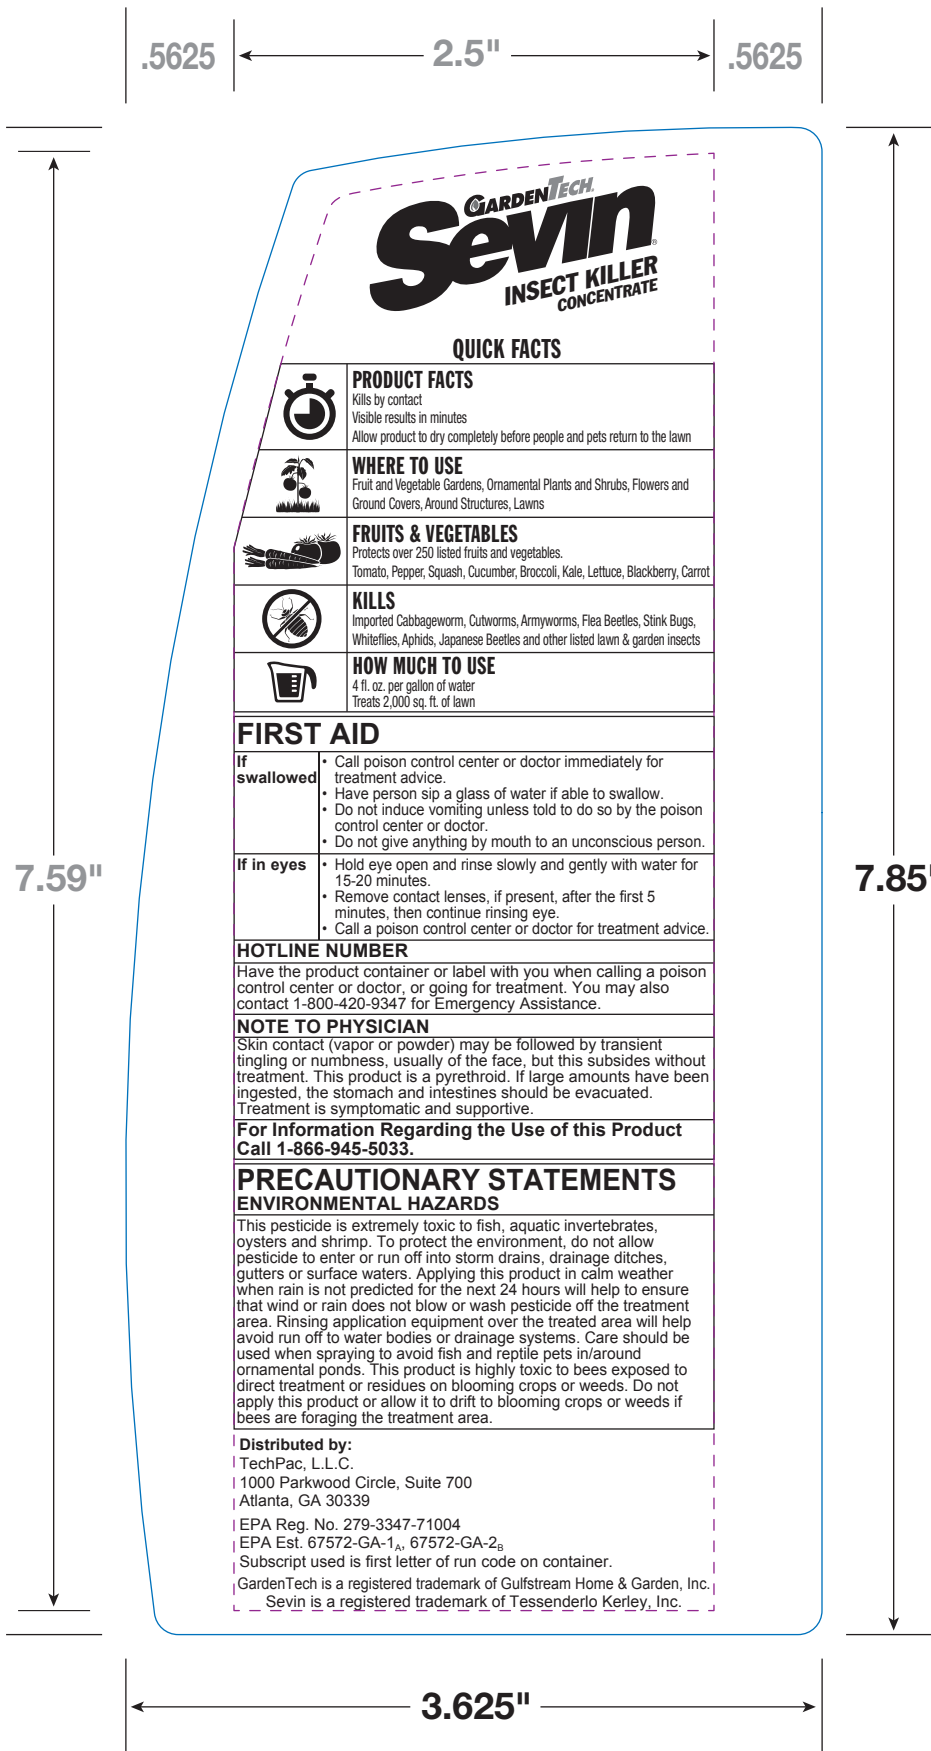 .5625
2.5"
.5625
GARDENTECH®
Sevin®
INSECT KILLER
CONCENTRATE
QUICK FACTS
PRODUCT FACTS
Kills by contact
Visible results in minutes
Allow product to dry completely before people and pets return to the lawn
WHERE TO USE
Fruit and Vegetable Gardens, Ornamental Plants and Shrubs, Flowers and
Ground Covers, Around Structures, Lawns
FRUITS & VEGETABLES
Protects over 250 listed fruits and vegetables.
Tomato, Pepper, Squash, Cucumber, Broccoli, Kale, Lettuce, Blackberry, Carrot
KILLS
Imported Cabbageworm, Cutworms, Armyworms, Flea Beetles, Stink Bugs,
Whiteflies, Aphids, Japanese Beetles and other listed lawn & garden insects
HOW MUCH TO USE
4 fl. oz. per gallon of water
Treats 2,000 sq. ft. of lawn
FIRST AID
If
swallowed
• Call poison control center or doctor immediately for
treatment advice.
• Have person sip a glass of water if able to swallow.
• Do not induce vomiting unless told to do so by the poison
control center or doctor.
• Do not give anything by mouth to an unconscious person.
If in eyes
• Hold eye open and rinse slowly and gently with water for
15-20 minutes.
• Remove contact lenses, if present, after the first 5
minutes, then continue rinsing eye.
• Call a poison control center or doctor for treatment advice.
HOTLINE NUMBER
Have the product container or label with you when calling a poison
control center or doctor, or going for treatment. You may also
contact 1-800-420-9347 for Emergency Assistance.
NOTE TO PHYSICIAN
Skin contact (vapor or powder) may be followed by transient
tingling or numbness, usually of the face, but this subsides without
treatment. This product is a pyrethroid. If large amounts have been
ingested, the stomach and intestines should be evacuated.
Treatment is symptomatic and supportive.
For Information Regarding the Use of this Product
Call 1-866-945-5033.
PRECAUTIONARY STATEMENTS
ENVIRONMENTAL HAZARDS
This pesticide is extremely toxic to fish, aquatic invertebrates,
oysters and shrimp. To protect the environment, do not allow
pesticide to enter or run off into storm drains, drainage ditches,
gutters or surface waters. Applying this product in calm weather
when rain is not predicted for the next 24 hours will help to ensure
that wind or rain does not blow or wash pesticide off the treatment
area. Rinsing application equipment over the treated area will help
avoid run off to water bodies or drainage systems. Care should be
used when spraying to avoid fish and reptile pets in/around
ornamental ponds. This product is highly toxic to bees exposed to
direct treatment or residues on blooming crops or weeds. Do not
apply this product or allow it to drift to blooming crops or weeds if
bees are foraging the treatment area.
Distributed by:
TechPac, L.L.C.
1000 Parkwood Circle, Suite 700
Atlanta, GA 30339
EPA Reg. No. 279-3347-71004
EPA Est. 67572-GA-1A, 67572-GA-2B
Subscript used is first letter of run code on container.
GardenTech is a registered trademark of Gulfstream Home & Garden, Inc.
Sevin is a registered trademark of Tessenderlo Kerley, Inc.
7.59"
7.85"
3.625"